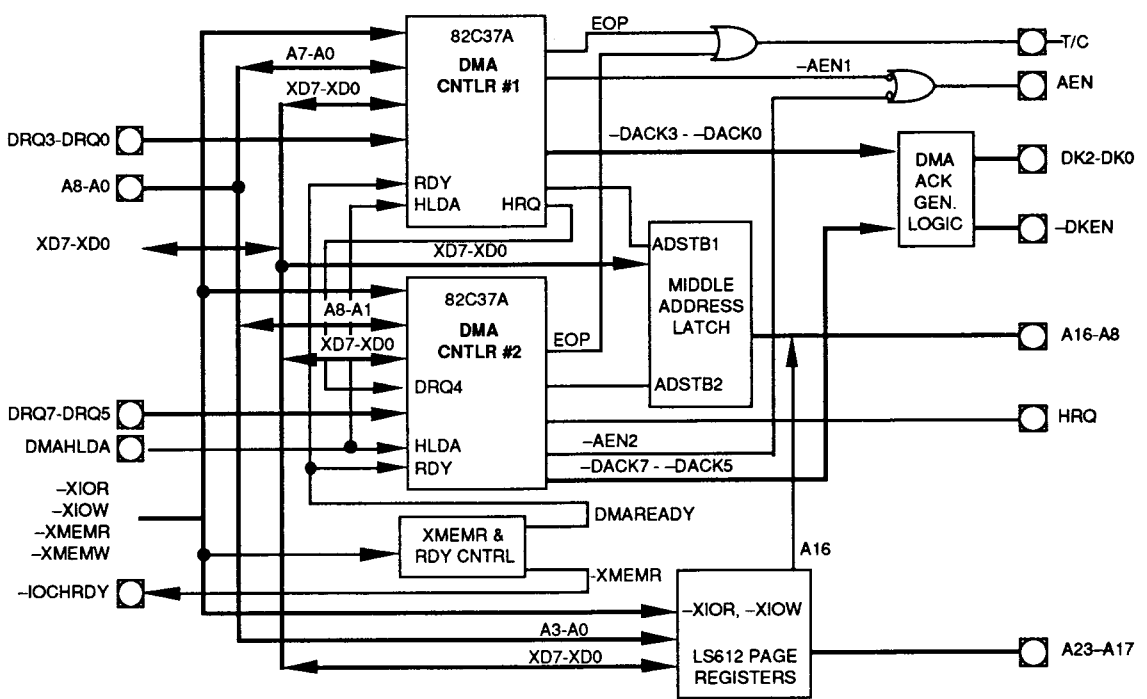 82C37A
DMA
CNTLR #1
EOP
T/C
A7-A0
–AEN1
AEN
XD7-XD0
DRQ3-DRQ0
–DACK3 - –DACK0
DMA
ACK
GEN.
LOGIC
DK2-DK0
A8-A0
RDY
HLDA
HRQ
–DKEN
XD7-XD0
XD7-XD0
ADSTB1
MIDDLE
ADDRESS
LATCH
82C37A
DMA
CNTLR #2
A8-A1
EOP
A16-A8
XD7-XD0
DRQ4
ADSTB2
DRQ7-DRQ5
HRQ
DMAHLDA
HLDA
RDY
–AEN2
–DACK7 - –DACK5
–XIOR
–XIOW
–XMEMR
–XMEMW
DMAREADY
XMEMR &
RDY CNTRL
A16
-XMEMR
–IOCHRDY
–XIOR, –XIOW
A3-A0
XD7-XD0
LS612 PAGE
REGISTERS
A23–A17